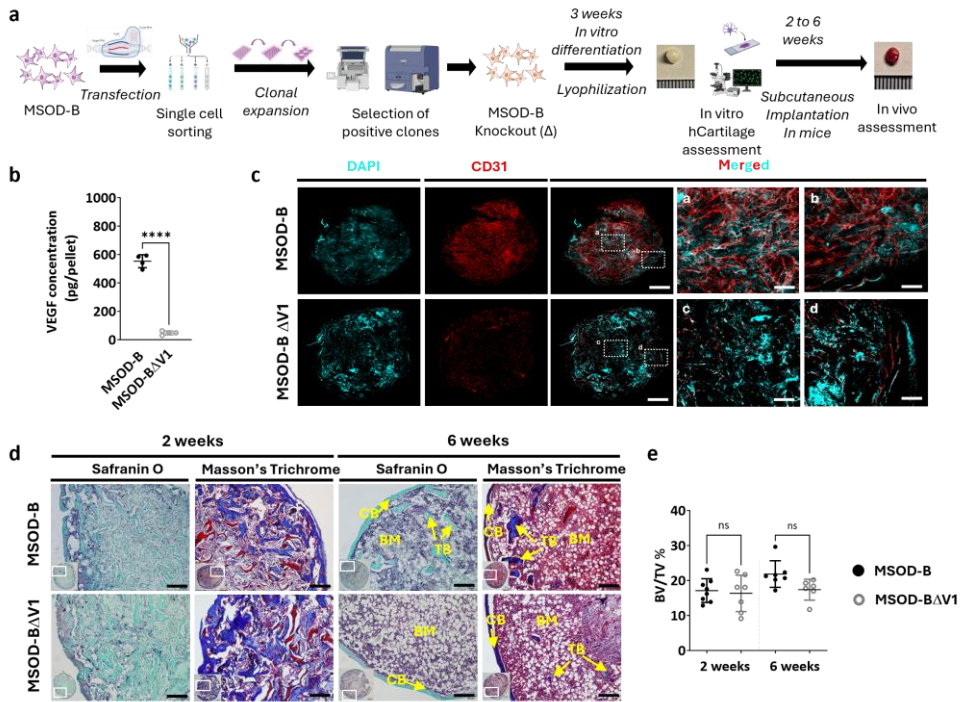 a
MSOD-B
Transfection
Single cell
sorting
Clonal
expansion
Selection of
positive clones
MSOD-B
Knockout (Δ)
3 weeks
In vitro
differentiation
Lyophilization
In vitro
hCartilage
assessment
2 to 6
weeks
Subcutaneous
Implantation
In mice
In vivo
assessment
b
VEGF concentration
(pg/pellet)
1000
800
600
400
200
0
****
MSOD-B
MSOD-BΔV1
c
DAPI
CD31
Merged
MSOD-B
a
b
a
b
MSOD-B ΔV1
c
d
c
d
d
2 weeks
6 weeks
Safranin O
Masson's Trichrome
Safranin O
Masson's Trichrome
MSOD-B
CB
BM
TB
CB
BM
TB
MSOD-BΔV1
BM
CB
CB
BM
TB
e
BV/TV %
40
30
20
10
0
ns
ns
2 weeks
6 weeks
MSOD-B
MSOD-BΔV1